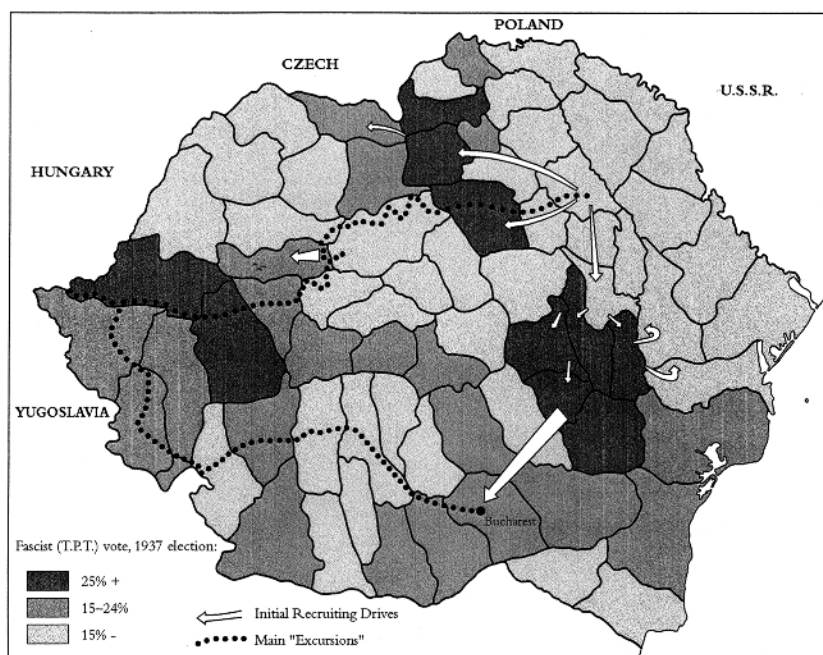 POLAND
CZECH
U.S.S.R.
HUNGARY
YUGOSLAVIA
Bucharest
Fascist (T.P.T.) vote, 1937 election:
25% +
15–24%
15% -
Initial Recruiting Drives
Main "Excursions"